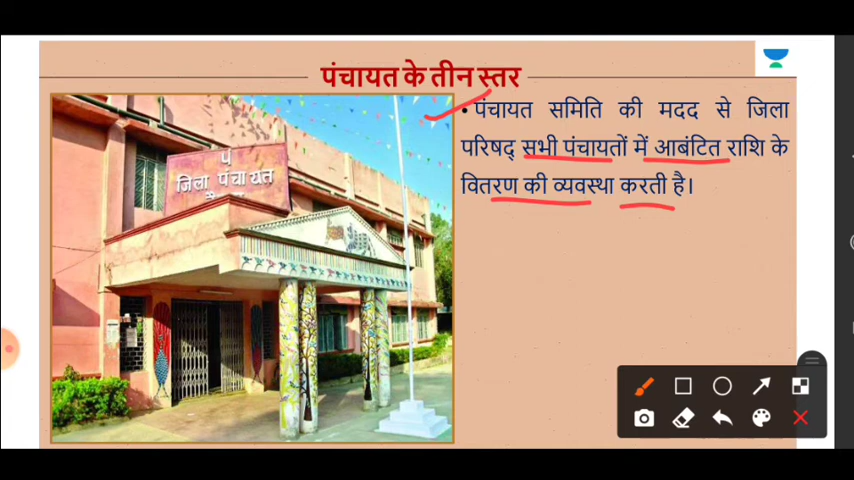 पंचायत के तीन स्तर
• पंचायत समिति की मदद से जिला
परिषद् सभी पंचायतों में आबंटित राशि के
वितरण की व्यवस्था करती है।
प
जिला पंचायत